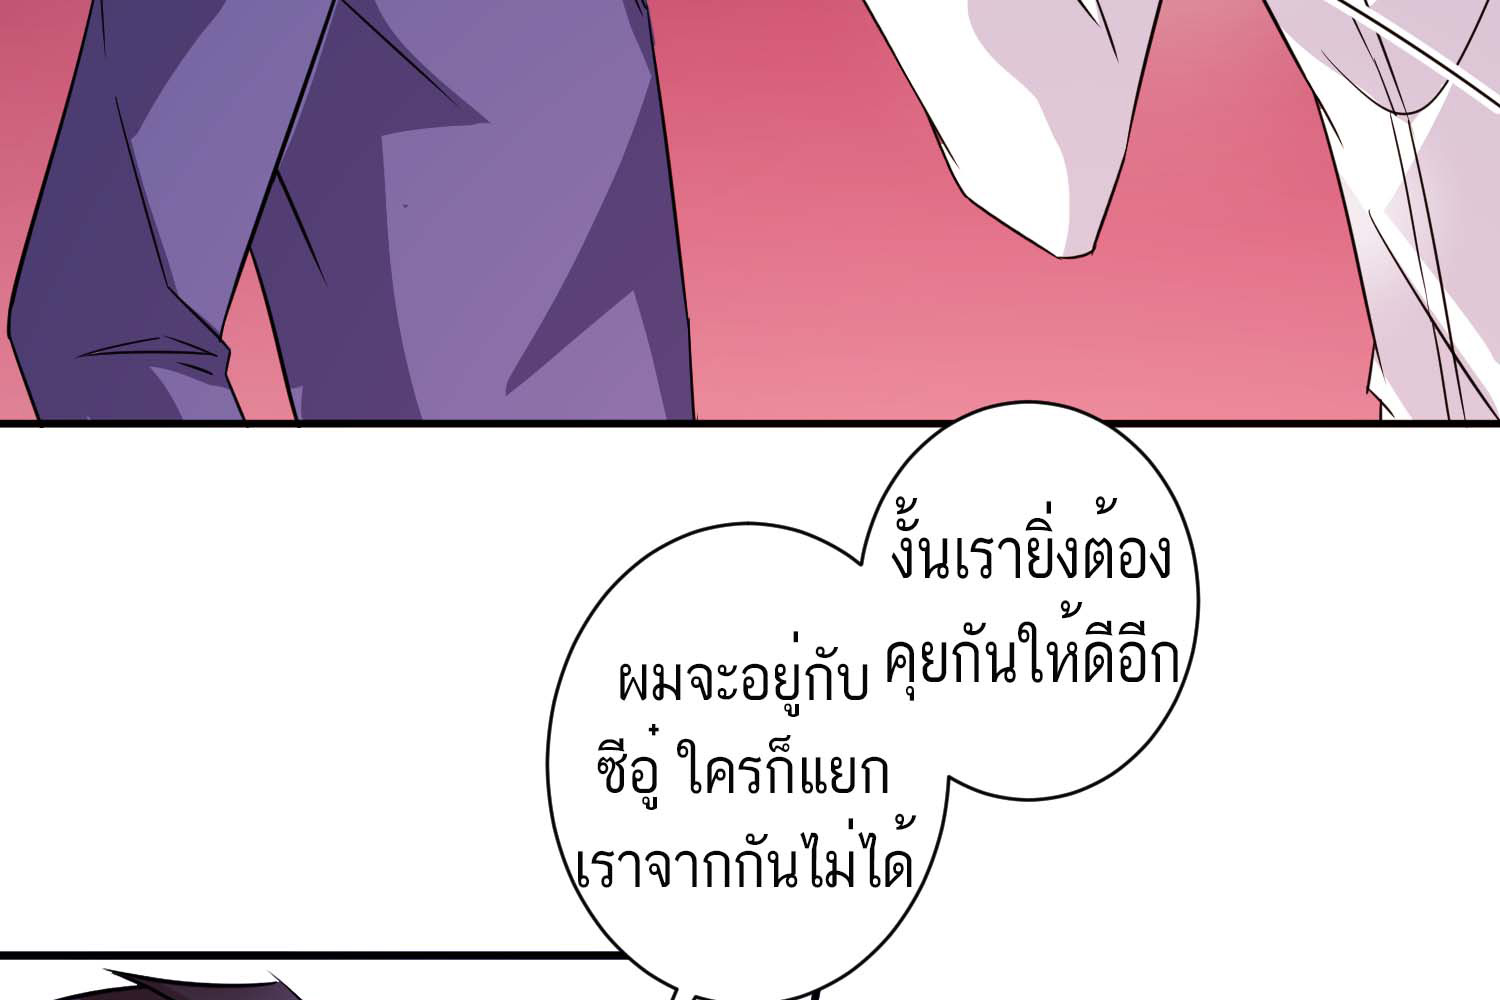 งั้นเรายิ่งต้อง
คุยกันให้ดีอีก
ผมจะอยู่กับ
ซีอู๋ ใครก็แยก
เราจากกันไม่ได้